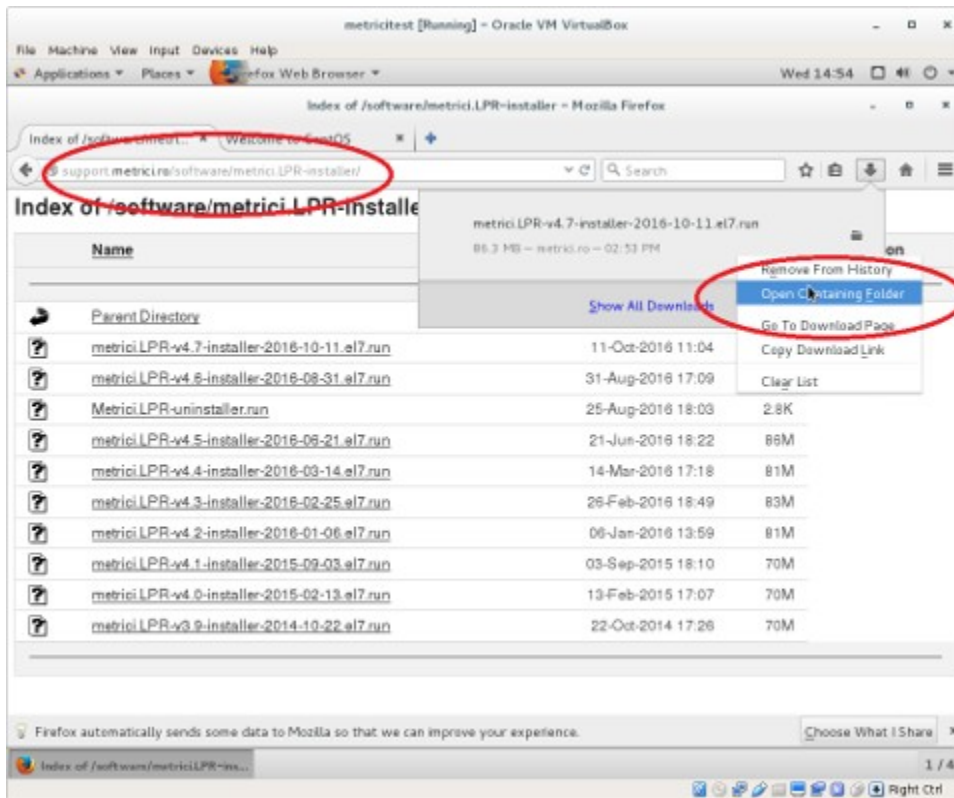 metricitest [Running] - Oracle VM VirtualBox
File Machine View Input Devices Help
Applications Places efox Web Browser Wed 14:54
Index of /software/metrici.LPR-installer - Mozilla Firefox
Index of /software/metri... Welcome to CentOS
support.metrici.ro/software/metrici.LPR-installer/ Search
Index of /software/metrici.LPR-installe
metrici.LPR-v4.7-installer-2016-10-11.el7.run
86.3 MB — metrici.ro — 02:53 PM
Name on
Remove From History
Open Containing Folder
Show All Downloads
Go To Download Page
Copy Download Link
Clear List
Parent Directory
metrici.LPR-v4.7-installer-2016-10-11.el7.run 11-Oct-2016 11:04
metrici.LPR-v4.6-installer-2016-08-31.el7.run 31-Aug-2016 17:09
Metrici.LPR-uninstaller.run 25-Aug-2016 18:03 2.8K
metrici.LPR-v4.5-installer-2016-06-21.el7.run 21-Jun-2016 18:22 86M
metrici.LPR-v4.4-installer-2016-03-14.el7.run 14-Mar-2016 17:18 81M
metrici.LPR-v4.3-installer-2016-02-25.el7.run 26-Feb-2016 18:49 83M
metrici.LPR-v4.2-installer-2016-01-06.el7.run 06-Jan-2016 13:59 81M
metrici.LPR-v4.1-installer-2015-09-03.el7.run 03-Sep-2015 18:10 70M
metrici.LPR-v4.0-installer-2015-02-13.el7.run 13-Feb-2015 17:07 70M
metrici.LPR-v3.9-installer-2014-10-22.el7.run 22-Oct-2014 17:26 70M
Firefox automatically sends some data to Mozilla so that we can improve your experience. Choose What I Share
Index of /software/metrici.LPR-ins... 1 / 4
Right Ctrl